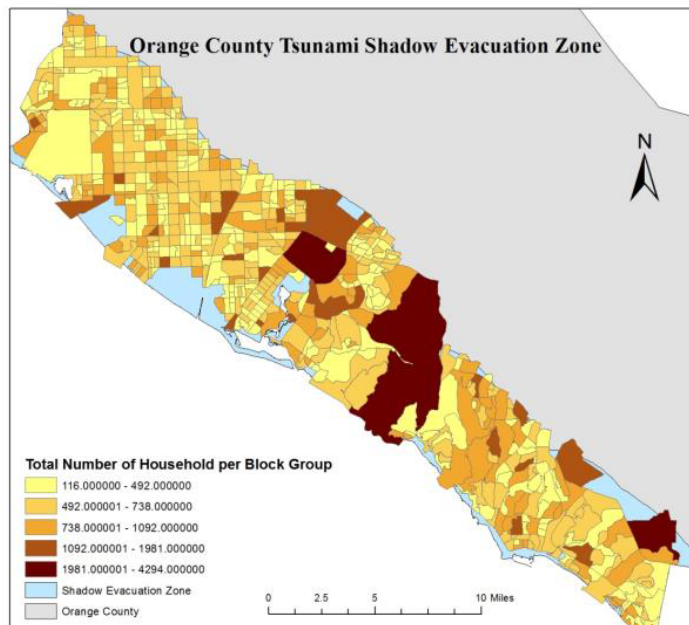 Orange County Tsunami Shadow Evacuation Zone
N
Total Number of Household per Block Group
116.000000 - 492.000000
492.000001 - 738.000000
738.000001 - 1092.000000
1092.000001 - 1981.000000
1981.000001 - 4294.000000
Shadow Evacuation Zone
Orange County
0 2.5 5 10 Miles